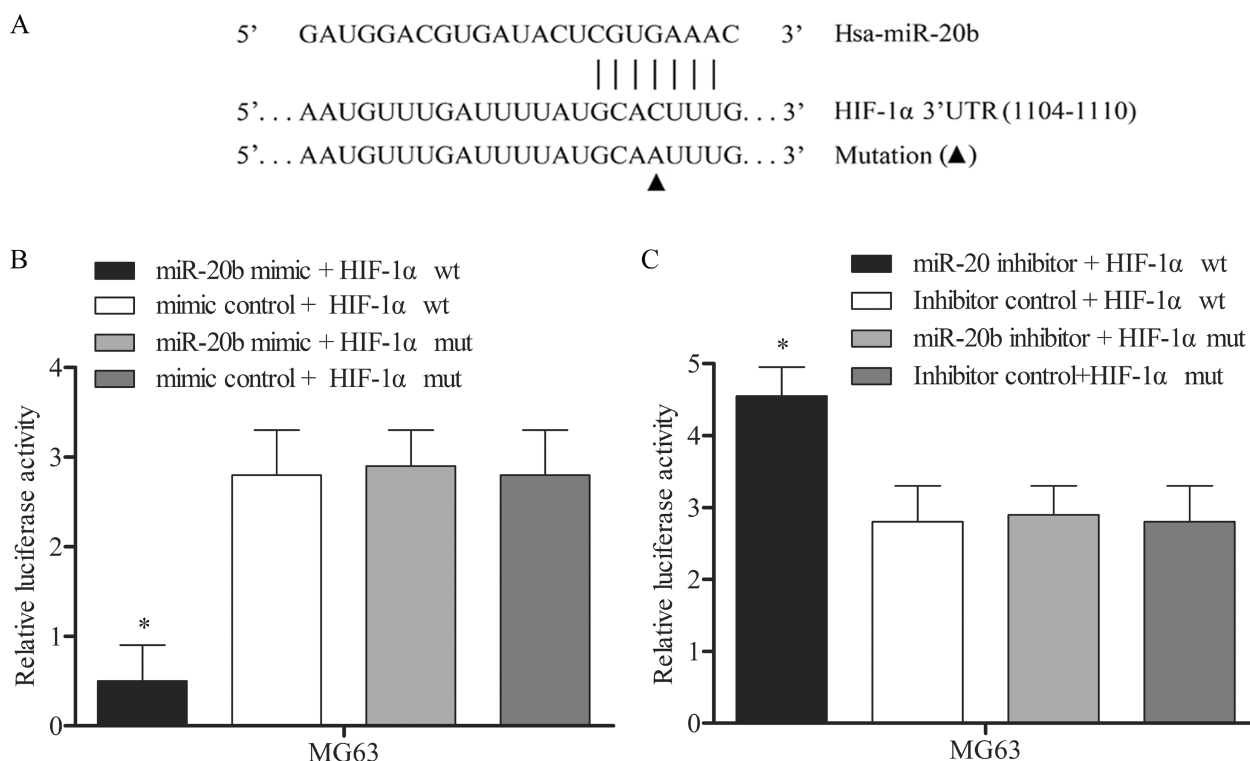 A
5’ GAUGGACGUGAUACUCGUGAAAC 3’ Hsa-miR-20b
5’... AAUGUUUGAUUUUAUGCACUUUG... 3’ HIF-1α 3’UTR (1104-1110)
5’... AAUGUUUGAUUUUAUGCAAUUUG... 3’ Mutation (▲)
▲
B
miR-20b mimic + HIF-1α wt
mimic control + HIF-1α wt
miR-20b mimic + HIF-1α mut
mimic control + HIF-1α mut
Relative luciferase activity
4
3
2
1
0
*
MG63
C
miR-20 inhibitor + HIF-1α wt
Inhibitor control + HIF-1α wt
miR-20b inhibitor + HIF-1α mut
Inhibitor control+HIF-1α mut
Relative luciferase activity
5
4
3
2
1
0
*
MG63